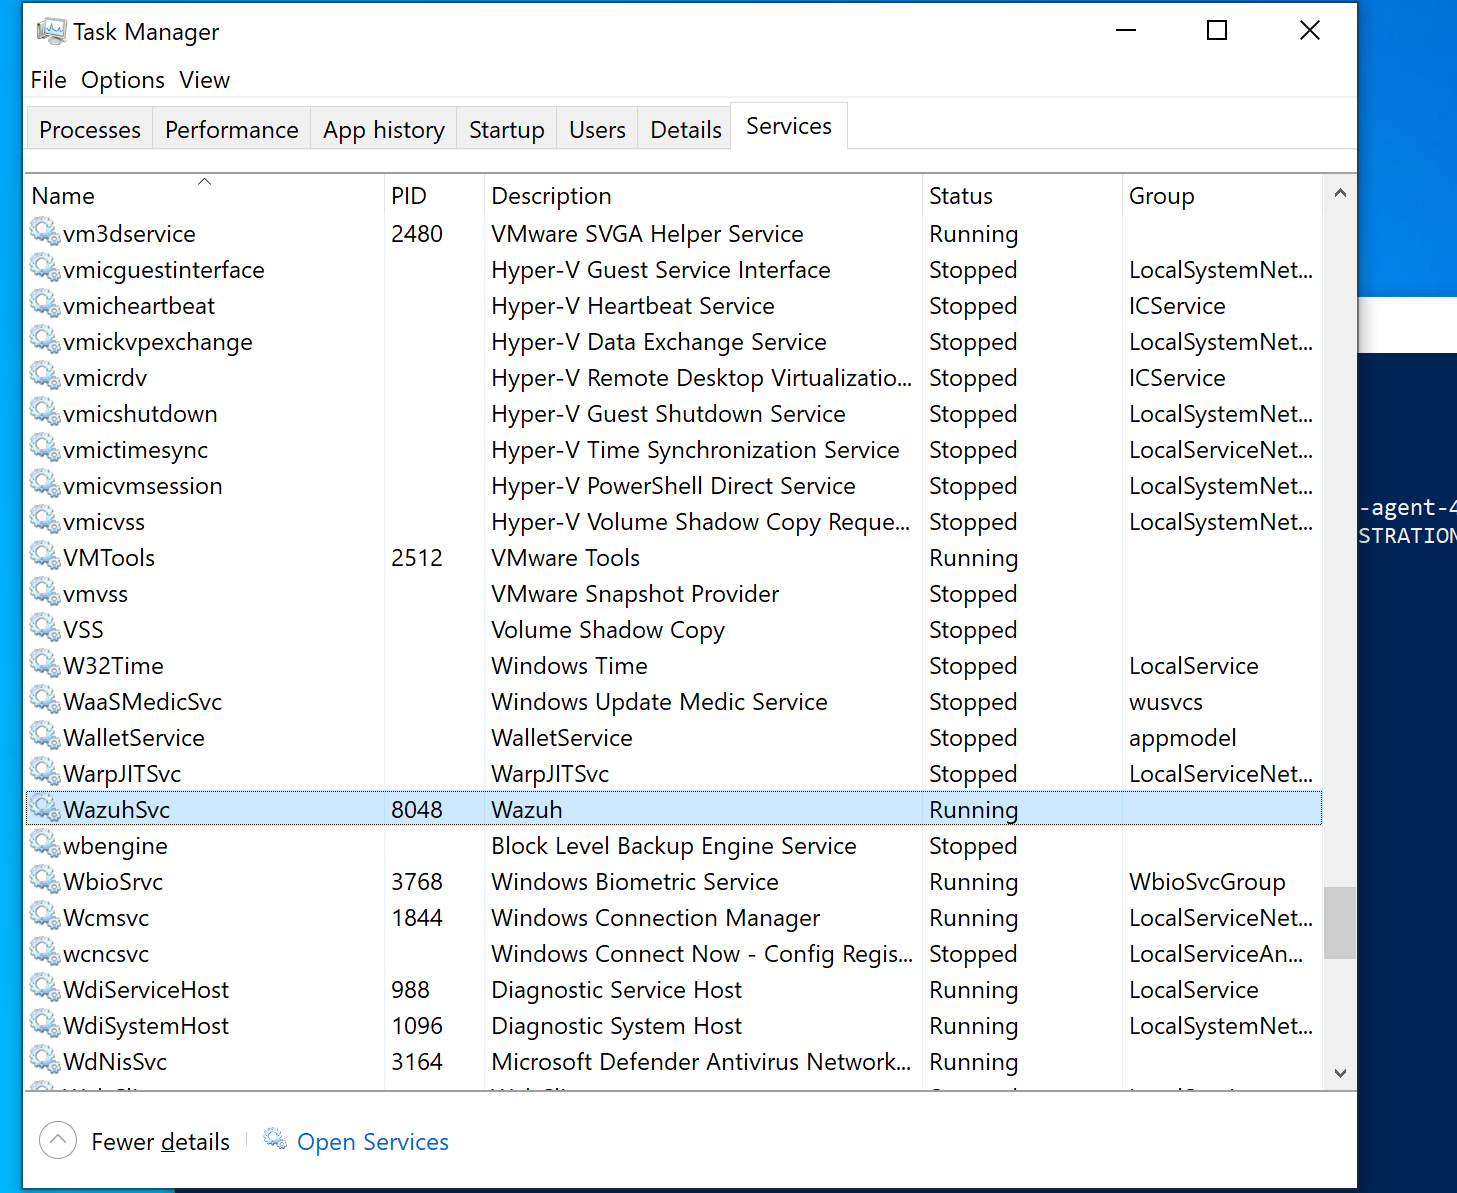 Task Manager
File Options View
Processes Performance App history Startup Users Details Services
Name PID Description Status Group
vm3dservice 2480 VMware SVGA Helper Service Running
vmicguestinterface Hyper-V Guest Service Interface Stopped LocalSystemNet...
vmicheartbeat Hyper-V Heartbeat Service Stopped ICService
vmickvpexchange Hyper-V Data Exchange Service Stopped LocalSystemNet...
vmicrdv Hyper-V Remote Desktop Virtualizatio... Stopped ICService
vmicshutdown Hyper-V Guest Shutdown Service Stopped LocalSystemNet...
vmictimesync Hyper-V Time Synchronization Service Stopped LocalServiceNet...
vmicvmsession Hyper-V PowerShell Direct Service Stopped LocalSystemNet...
vmicvss Hyper-V Volume Shadow Copy Reque... Stopped LocalSystemNet...
-agent-4
VMTools 2512 VMware Tools Running
STRATION
vmvss VMware Snapshot Provider Stopped
VSS Volume Shadow Copy Stopped
W32Time Windows Time Stopped LocalService
WaaSMedicSvc Windows Update Medic Service Stopped wusvcs
WalletService WalletService Stopped appmodel
WarpJITSvc WarpJITSvc Stopped LocalServiceNet...
WazuhSvc 8048 Wazuh Running
wbengine Block Level Backup Engine Service Stopped
WbioSrvc 3768 Windows Biometric Service Running WbioSvcGroup
Wcmsvc 1844 Windows Connection Manager Running LocalServiceNet...
wcncsvc Windows Connect Now - Config Regis... Stopped LocalServiceAn...
WdiServiceHost 988 Diagnostic Service Host Running LocalService
WdiSystemHost 1096 Diagnostic System Host Running LocalSystemNet...
WdNisSvc 3164 Microsoft Defender Antivirus Network... Running
Fewer details Open Services